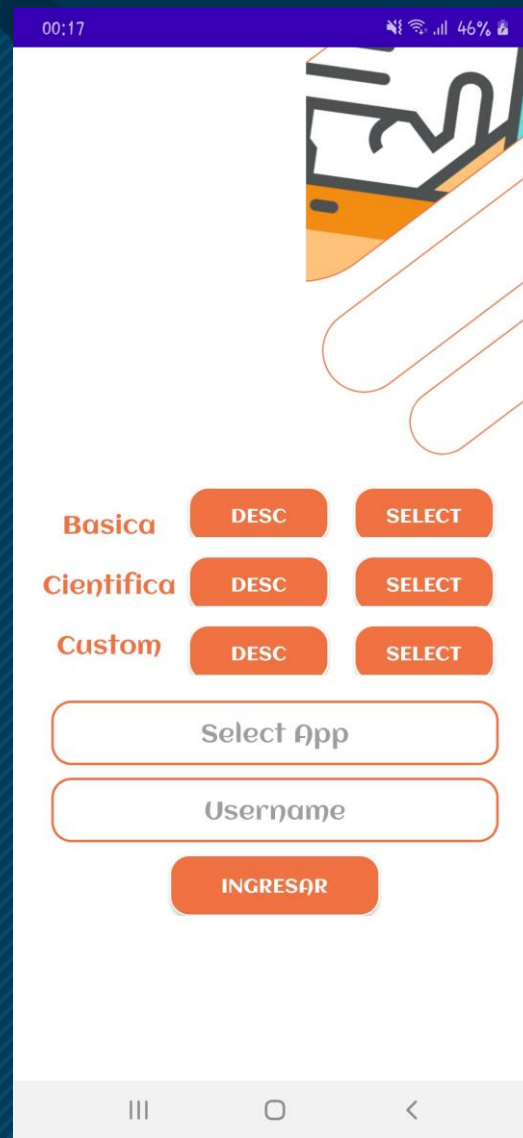 00:17 46%
Basica DESC SELECT
Cientifica DESC SELECT
Custom DESC SELECT
Select App
Username
INGRESAR